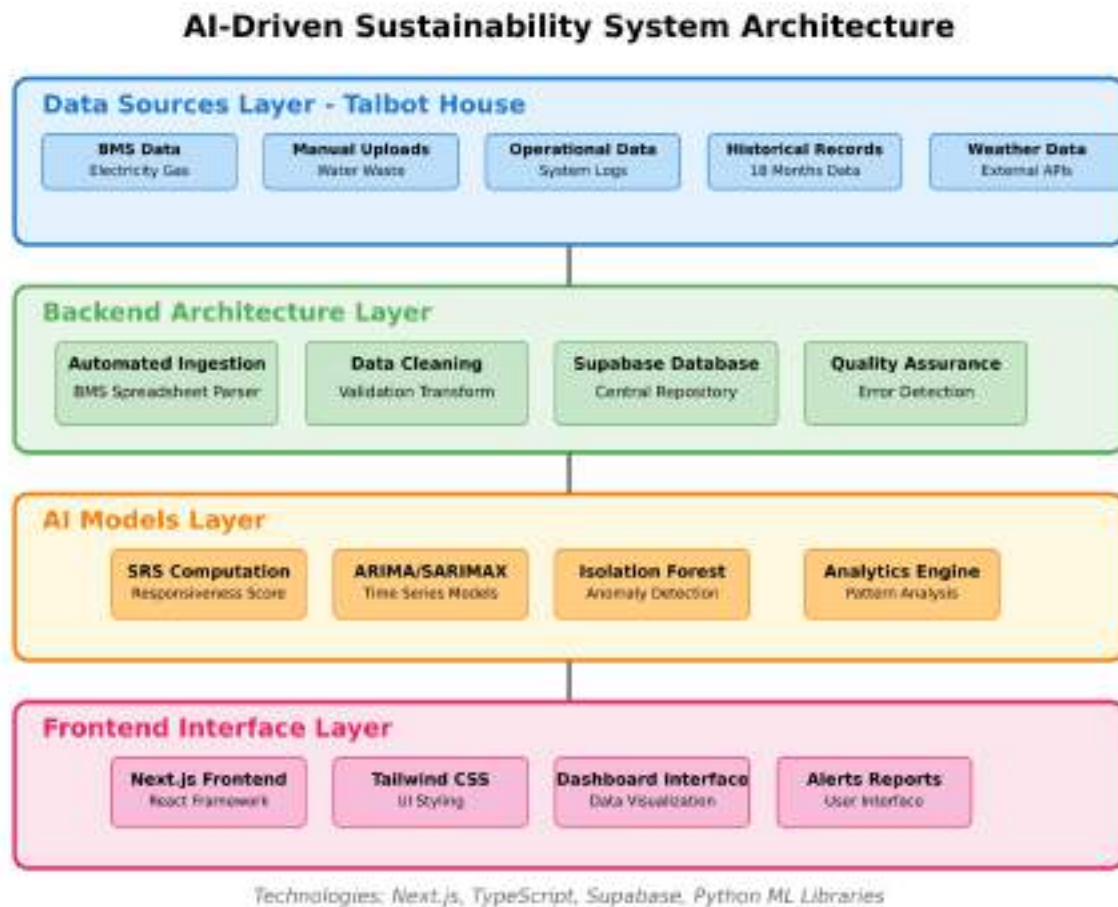 AI-Driven Sustainability System Architecture
Data Sources Layer - Talbot House
BMS Data
Electricity Gas
Manual Uploads
Water Waste
Operational Data
System Logs
Historical Records
18 Months Data
Weather Data
External APIs
Backend Architecture Layer
Automated Ingestion
BMS Spreadsheet Parser
Data Cleaning
Validation Transform
Supabase Database
Central Repository
Quality Assurance
Error Detection
AI Models Layer
SRS Computation
Responsiveness Score
ARIMA/SARIMAX
Time Series Models
Isolation Forest
Anomaly Detection
Analytics Engine
Pattern Analysis
Frontend Interface Layer
Next.js Frontend
React Framework
Tailwind CSS
UI Styling
Dashboard Interface
Data Visualization
Alerts Reports
User Interface
Technologies: Next.js, TypeScript, Supabase, Python ML Libraries